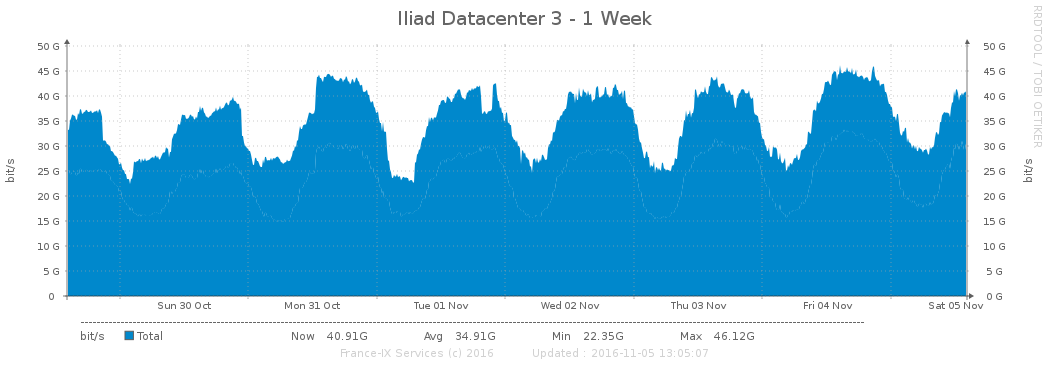 Iliad Datacenter 3 - 1 Week
RRDTOOL / TOBI OETIKER
bit/s
50 G 50 G
45 G 45 G
40 G 40 G
35 G 35 G
30 G 30 G
25 G 25 G
20 G 20 G
15 G 15 G
10 G 10 G
5 G 5 G
0 0 G
bit/s
Sun 30 Oct Mon 31 Oct Tue 01 Nov Wed 02 Nov Thu 03 Nov Fri 04 Nov Sat 05 Nov
bit/s Total Now 40.91G Avg 34.91G Min 22.35G Max 46.12G
France-IX Services (c) 2016 Updated : 2016-11-05 13:05:07